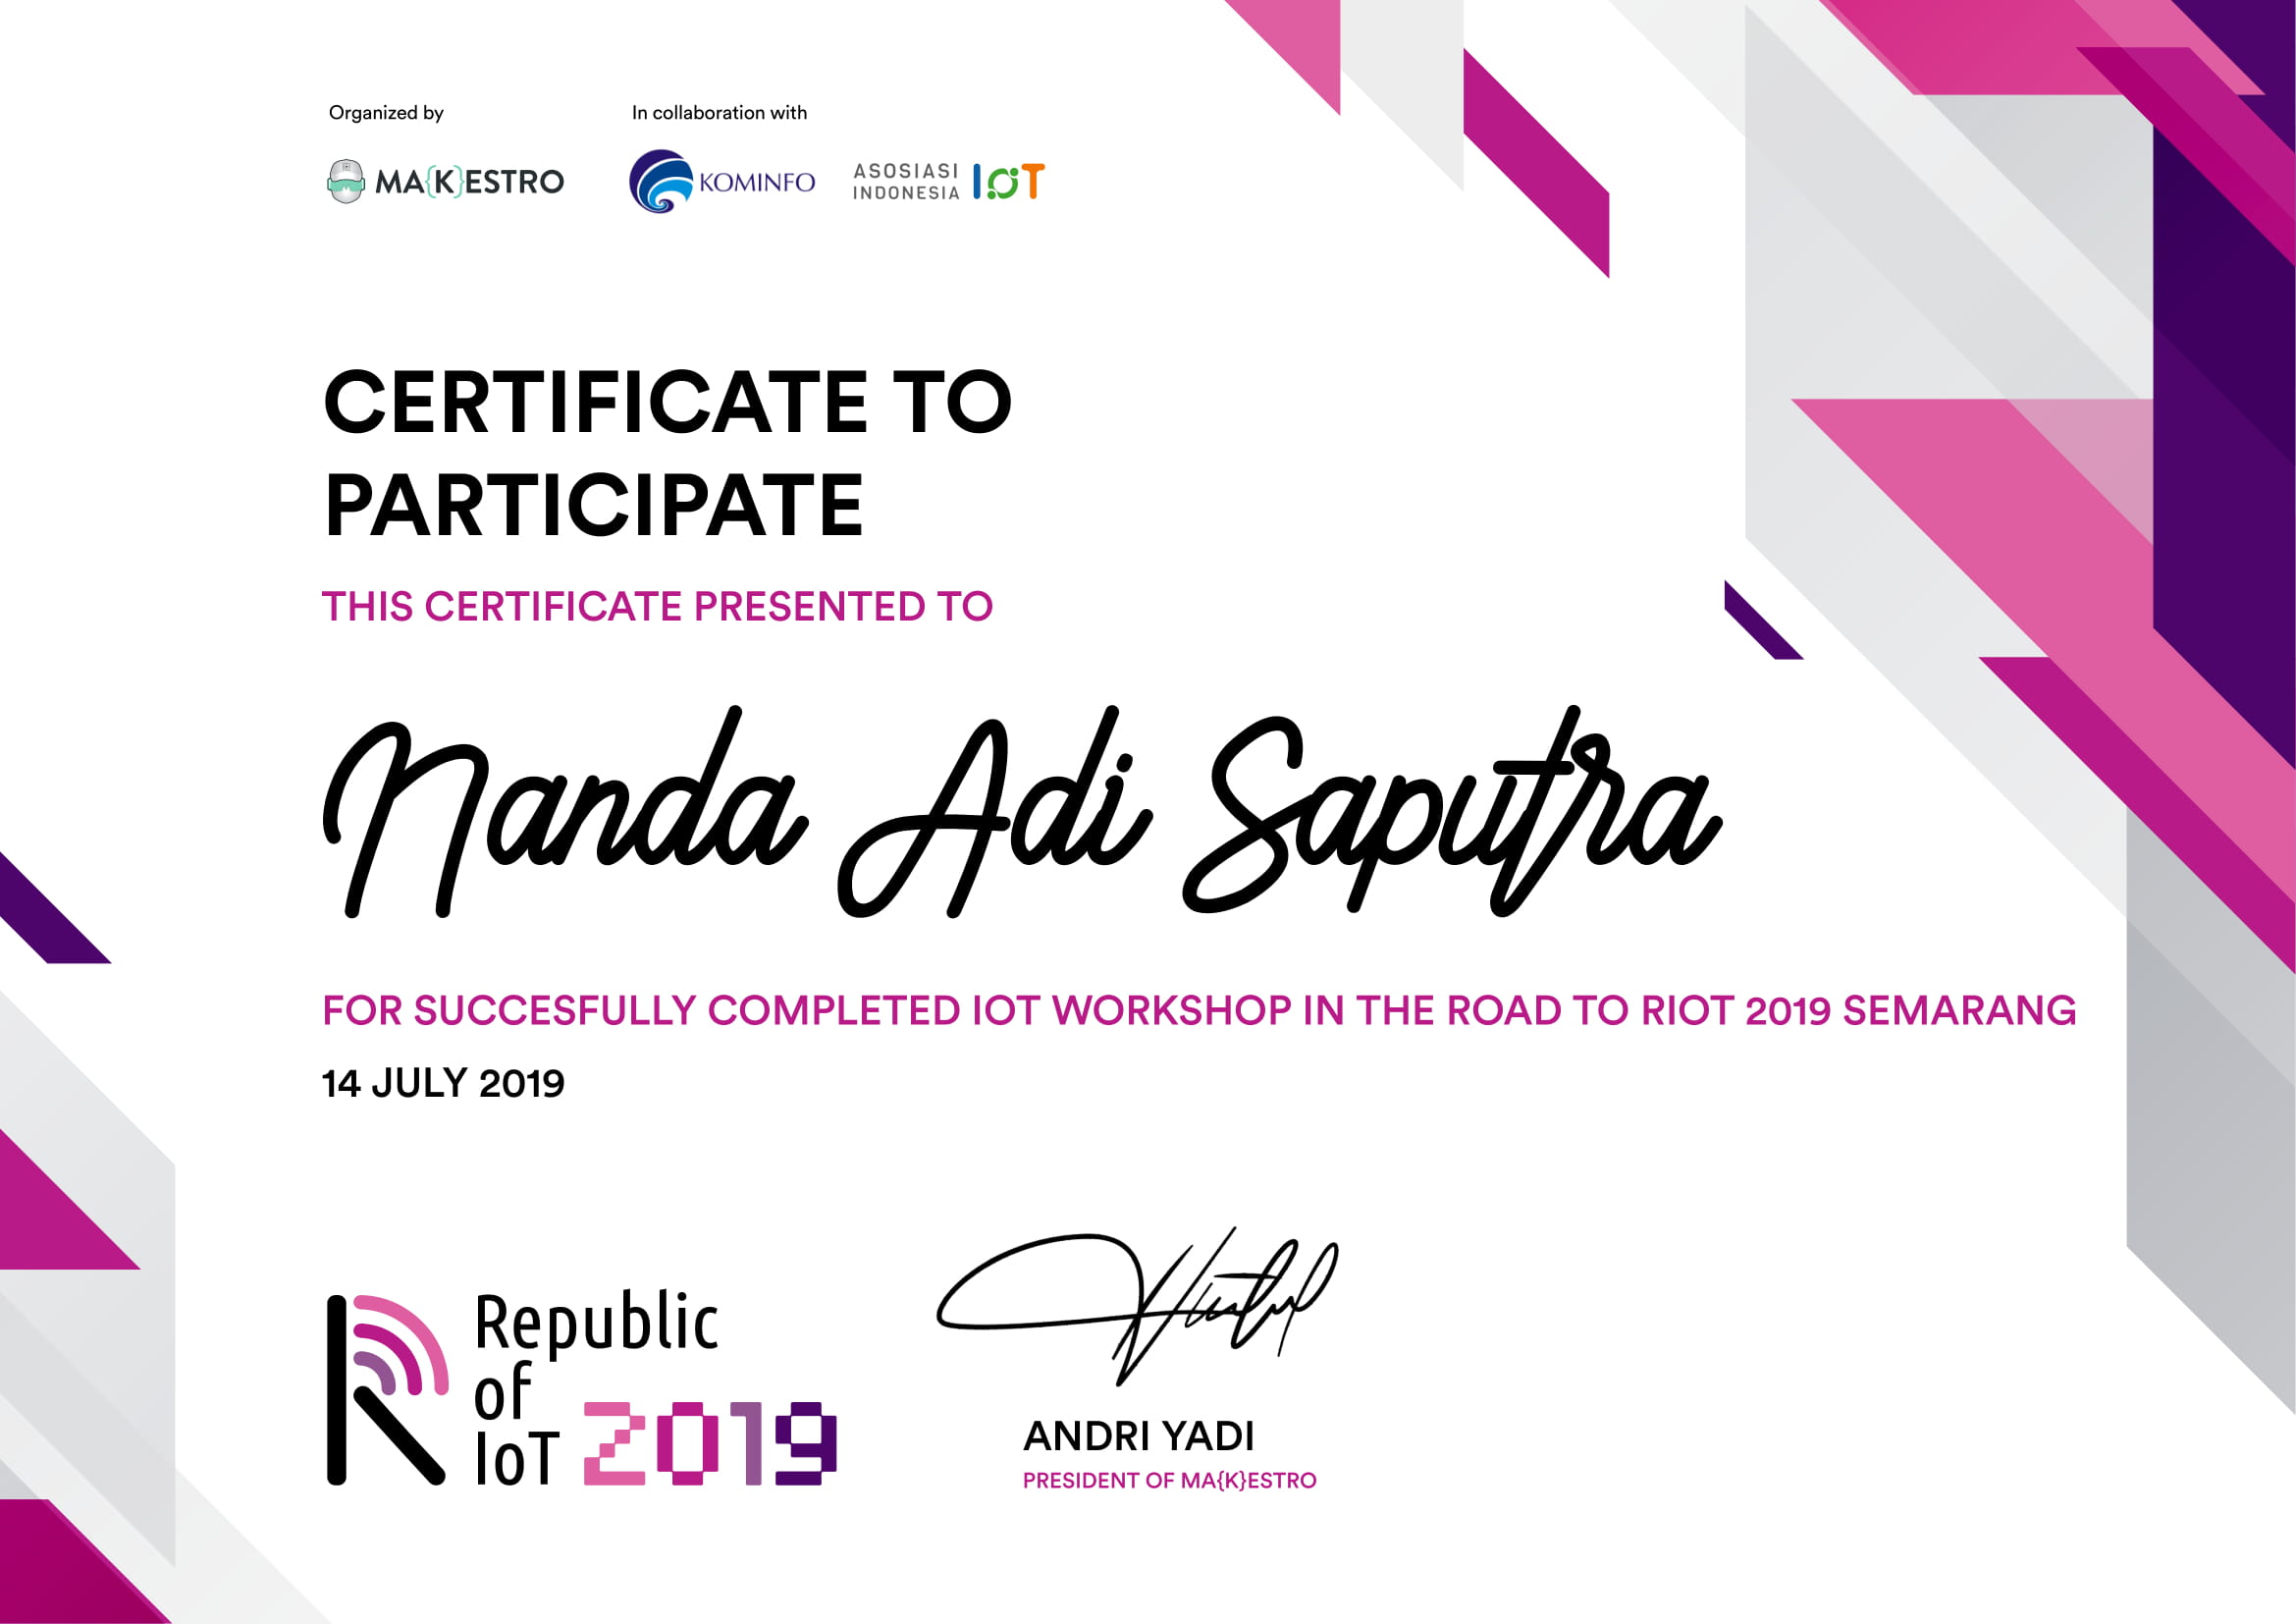 Organized by
In collaboration with
MA{K}ESTRO
KOMINFO
ASOSIASI
INDONESIA
IoT
CERTIFICATE TO
PARTICIPATE
THIS CERTIFICATE PRESENTED TO
Nanda Adi Saputra
FOR SUCCESFULLY COMPLETED IOT WORKSHOP IN THE ROAD TO RIOT 2019 SEMARANG
14 JULY 2019
Republic
of
IoT 2019
ANDRI YADI
PRESIDENT OF MA{K}ESTRO